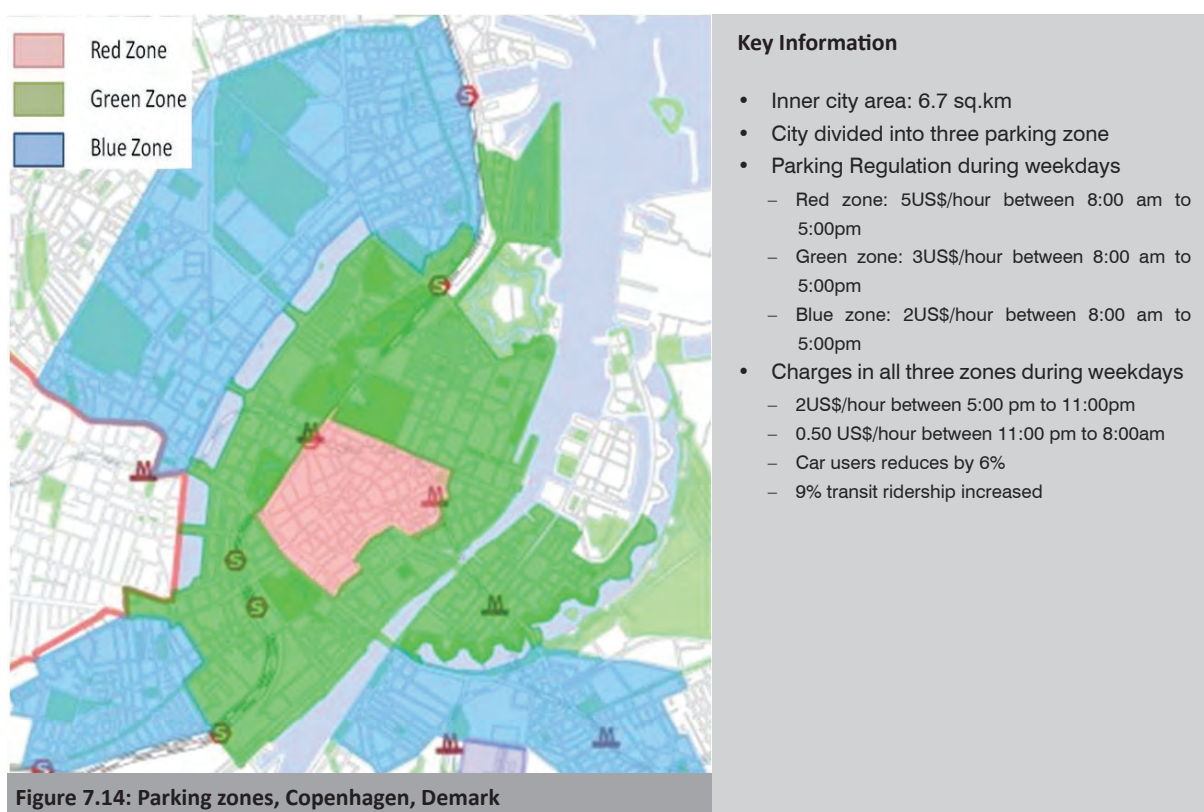 Red Zone
Green Zone
Blue Zone
S
S
M
M
M
S
S
M
S
M
M
S
Figure 7.14: Parking zones, Copenhagen, Demark
Key Information
• Inner city area: 6.7 sq.km
• City divided into three parking zone
• Parking Regulation during weekdays
– Red zone: 5US$/hour between 8:00 am to
5:00pm
– Green zone: 3US$/hour between 8:00 am to
5:00pm
– Blue zone: 2US$/hour between 8:00 am to
5:00pm
• Charges in all three zones during weekdays
– 2US$/hour between 5:00 pm to 11:00pm
– 0.50 US$/hour between 11:00 pm to 8:00am
– Car users reduces by 6%
– 9% transit ridership increased